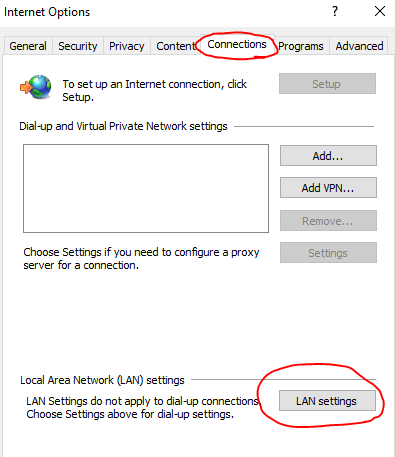 Internet Options
?
General Security Privacy Content Connections Programs Advanced
To set up an Internet connection, click
Setup.
Setup
Dial-up and Virtual Private Network settings
Add...
Add VPN...
Remove...
Choose Settings if you need to configure a proxy
server for a connection.
Settings
Local Area Network (LAN) settings
LAN Settings do not apply to dial-up connections.
Choose Settings above for dial-up settings.
LAN settings